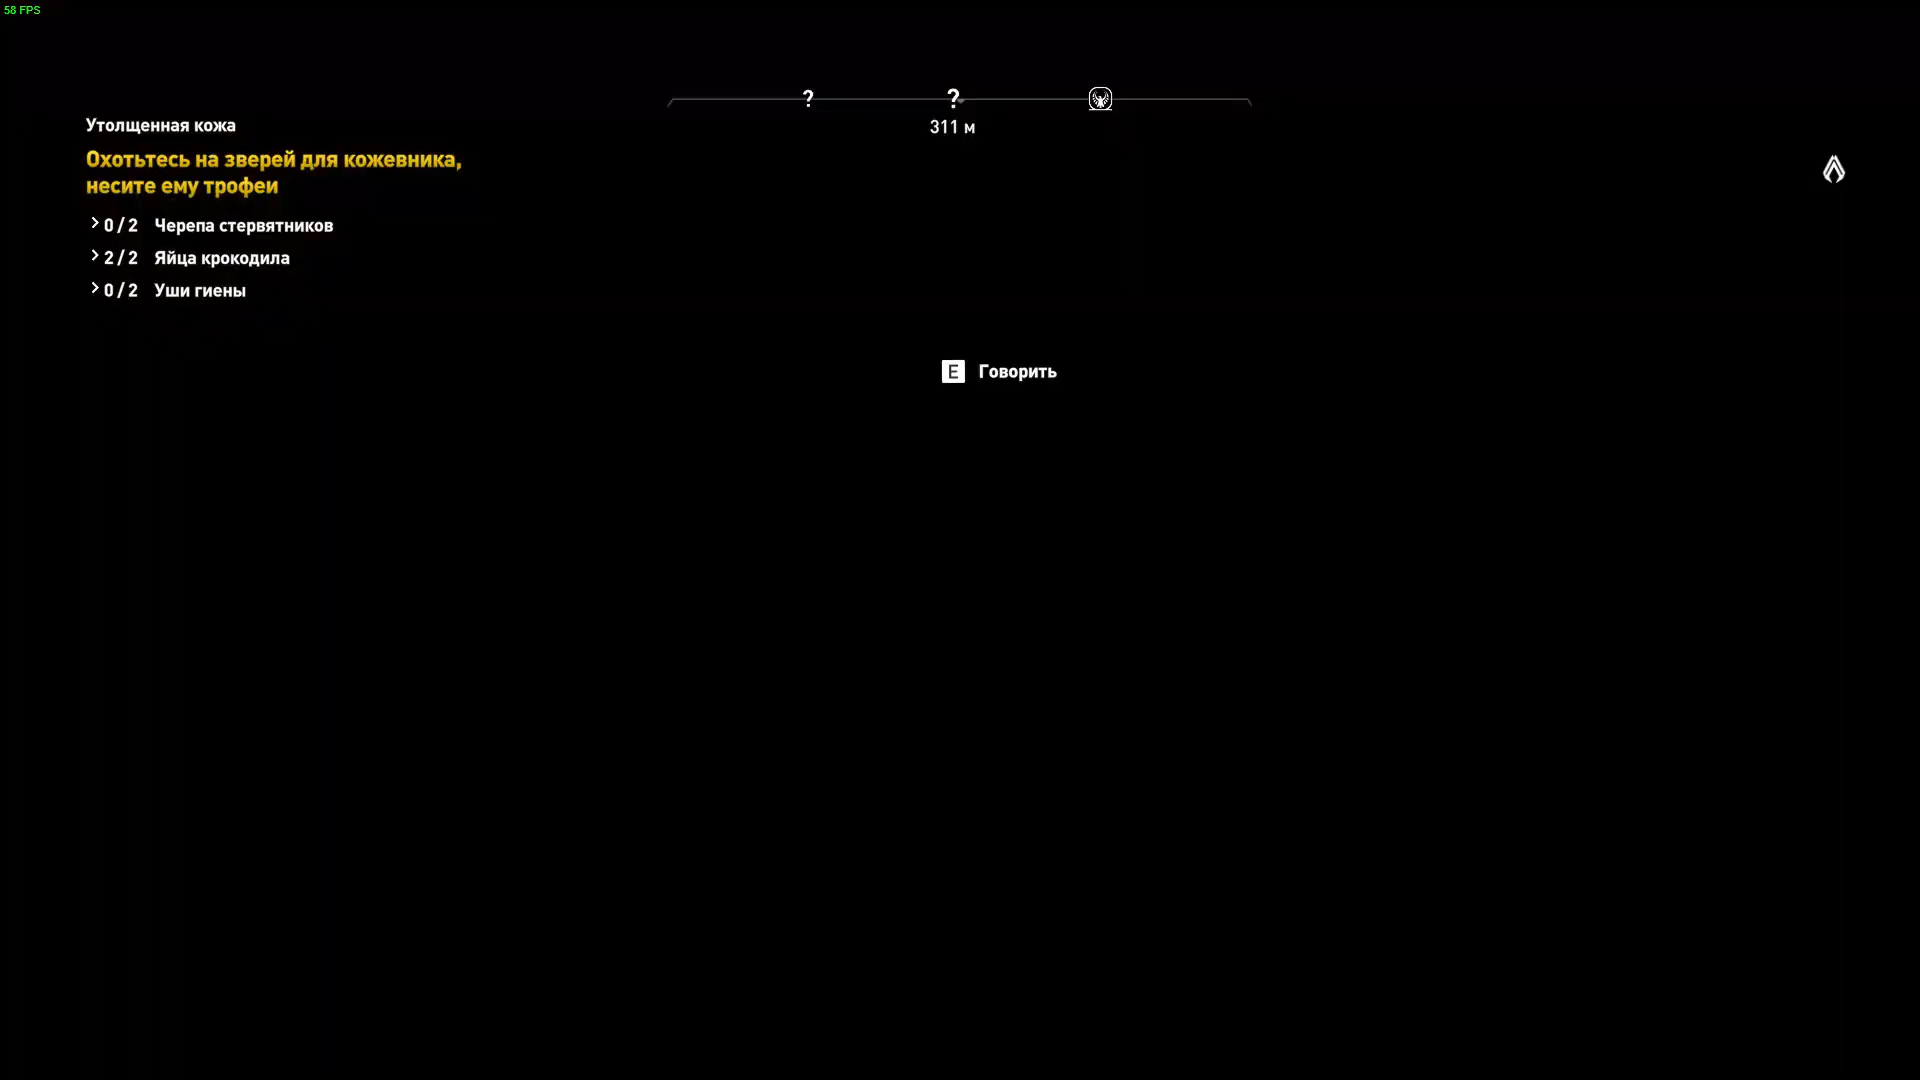 58 FPS
? ?
311 м
Утолщенная кожа
Охотьтесь на зверей для кожевника,
несите ему трофеи
0 / 2 Черепа стервятников
2 / 2 Яйца крокодила
0 / 2 Уши гиены
E Говорить